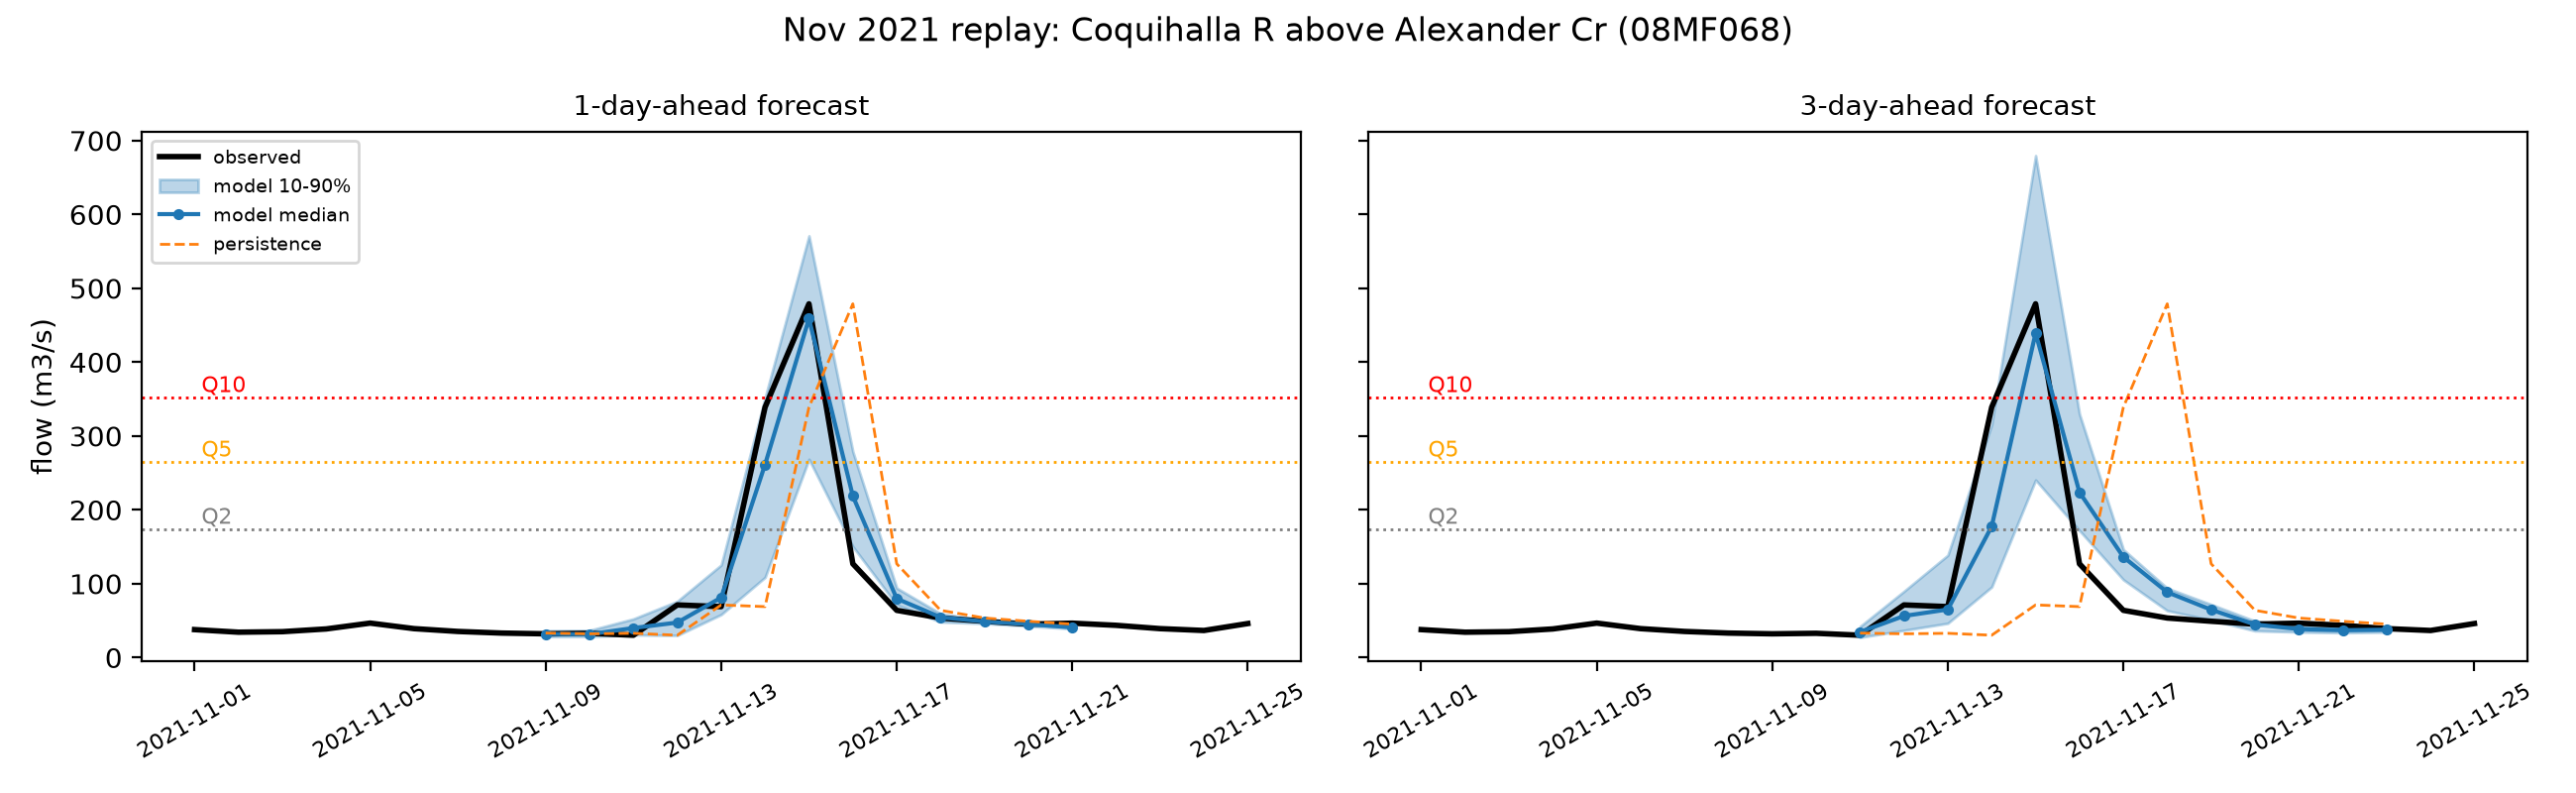 Nov 2021 replay: Coquihalla R above Alexander Cr (08MF068)
1-day-ahead forecast
3-day-ahead forecast
flow (m3/s)
700
600
500
400
300
200
100
0
observed
model 10-90%
model median
persistence
Q10
Q5
Q2
Q10
Q5
Q2
2021-11-01
2021-11-05
2021-11-09
2021-11-13
2021-11-17
2021-11-21
2021-11-25
2021-11-01
2021-11-05
2021-11-09
2021-11-13
2021-11-17
2021-11-21
2021-11-25